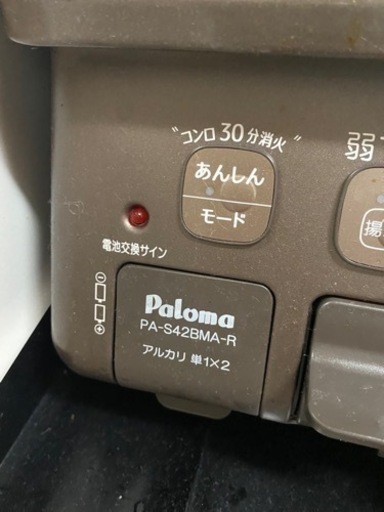 "コンロ30分消火"
あんしん
モード
弱
揚
電池交換サイン
⊖
⊕
Paloma
PA-S42BMA-R
アルカリ 単1×2